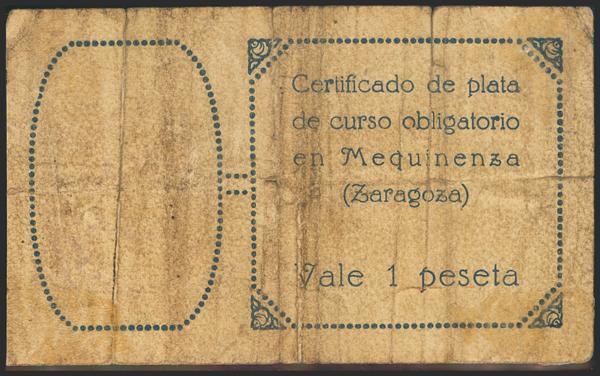 Certificado de plata
de curso obligatorio
en Mequinenza
(Zaragoza)
Vale 1 peseta